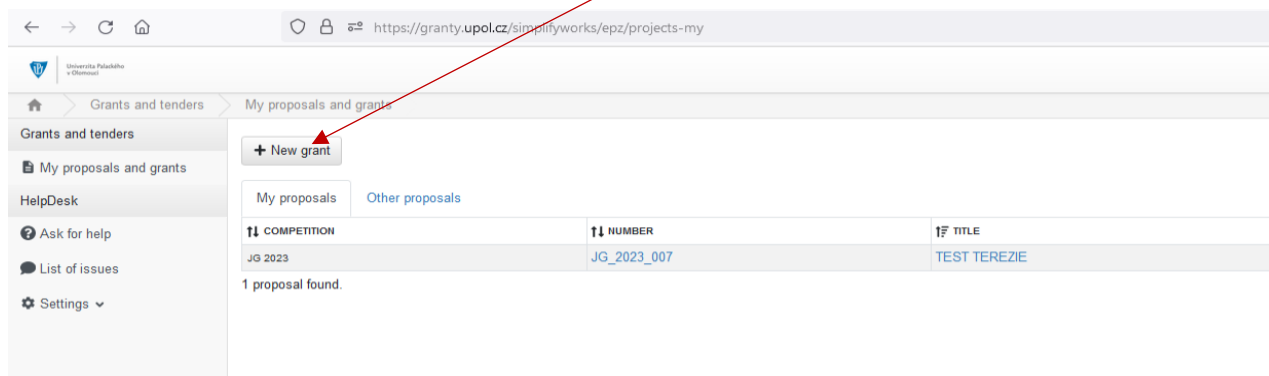 https://granty.upol.cz/simplifyworks/epz/projects-my
Univerzita Palackého
v Olomouci
Grants and tenders
My proposals and grants
Grants and tenders
+ New grant
My proposals and grants
My proposals
Other proposals
HelpDesk
COMPETITION
NUMBER
TITLE
Ask for help
JG 2023
JG_2023_007
TEST TEREZIE
List of issues
1 proposal found.
Settings